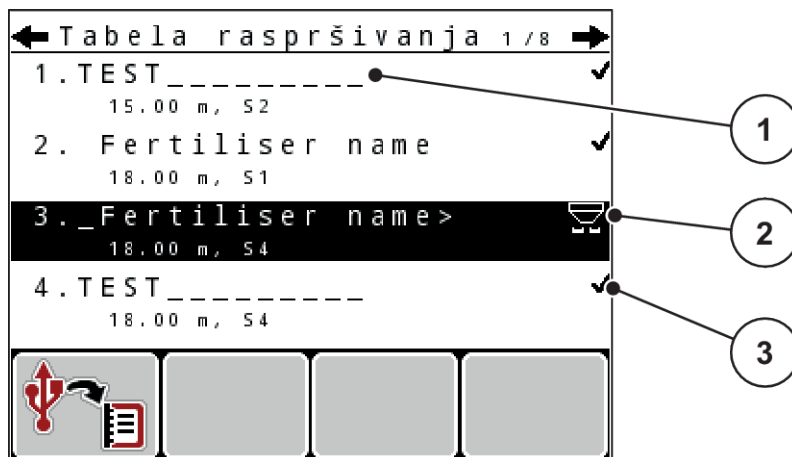 Tabela raspršivanja 1/8
1.TEST_________
15.00 m, S2
2. Fertiliser name
18.00 m, S1
3._Fertiliser name>
18.00 m, S4
4.TEST_________
18.00 m, S4
1
2
3